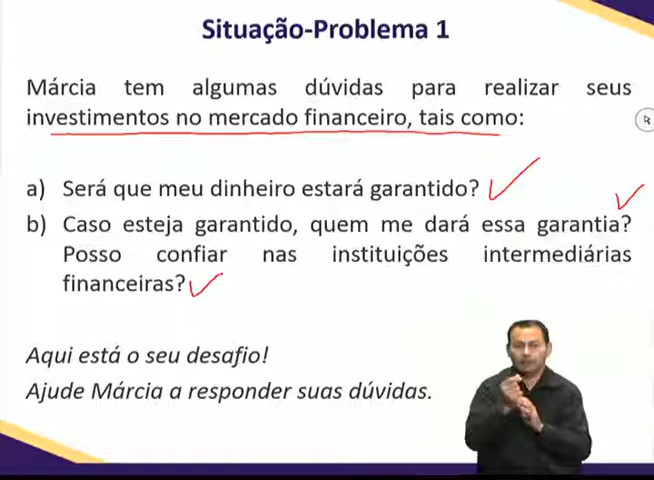 Situação-Problema 1
Márcia tem algumas dúvidas para realizar seus
investimentos no mercado financeiro, tais como:
a) Será que meu dinheiro estará garantido?
b) Caso esteja garantido, quem me dará essa garantia?
Posso confiar nas instituições intermediárias
financeiras?
Aqui está o seu desafio!
Ajude Márcia a responder suas dúvidas.